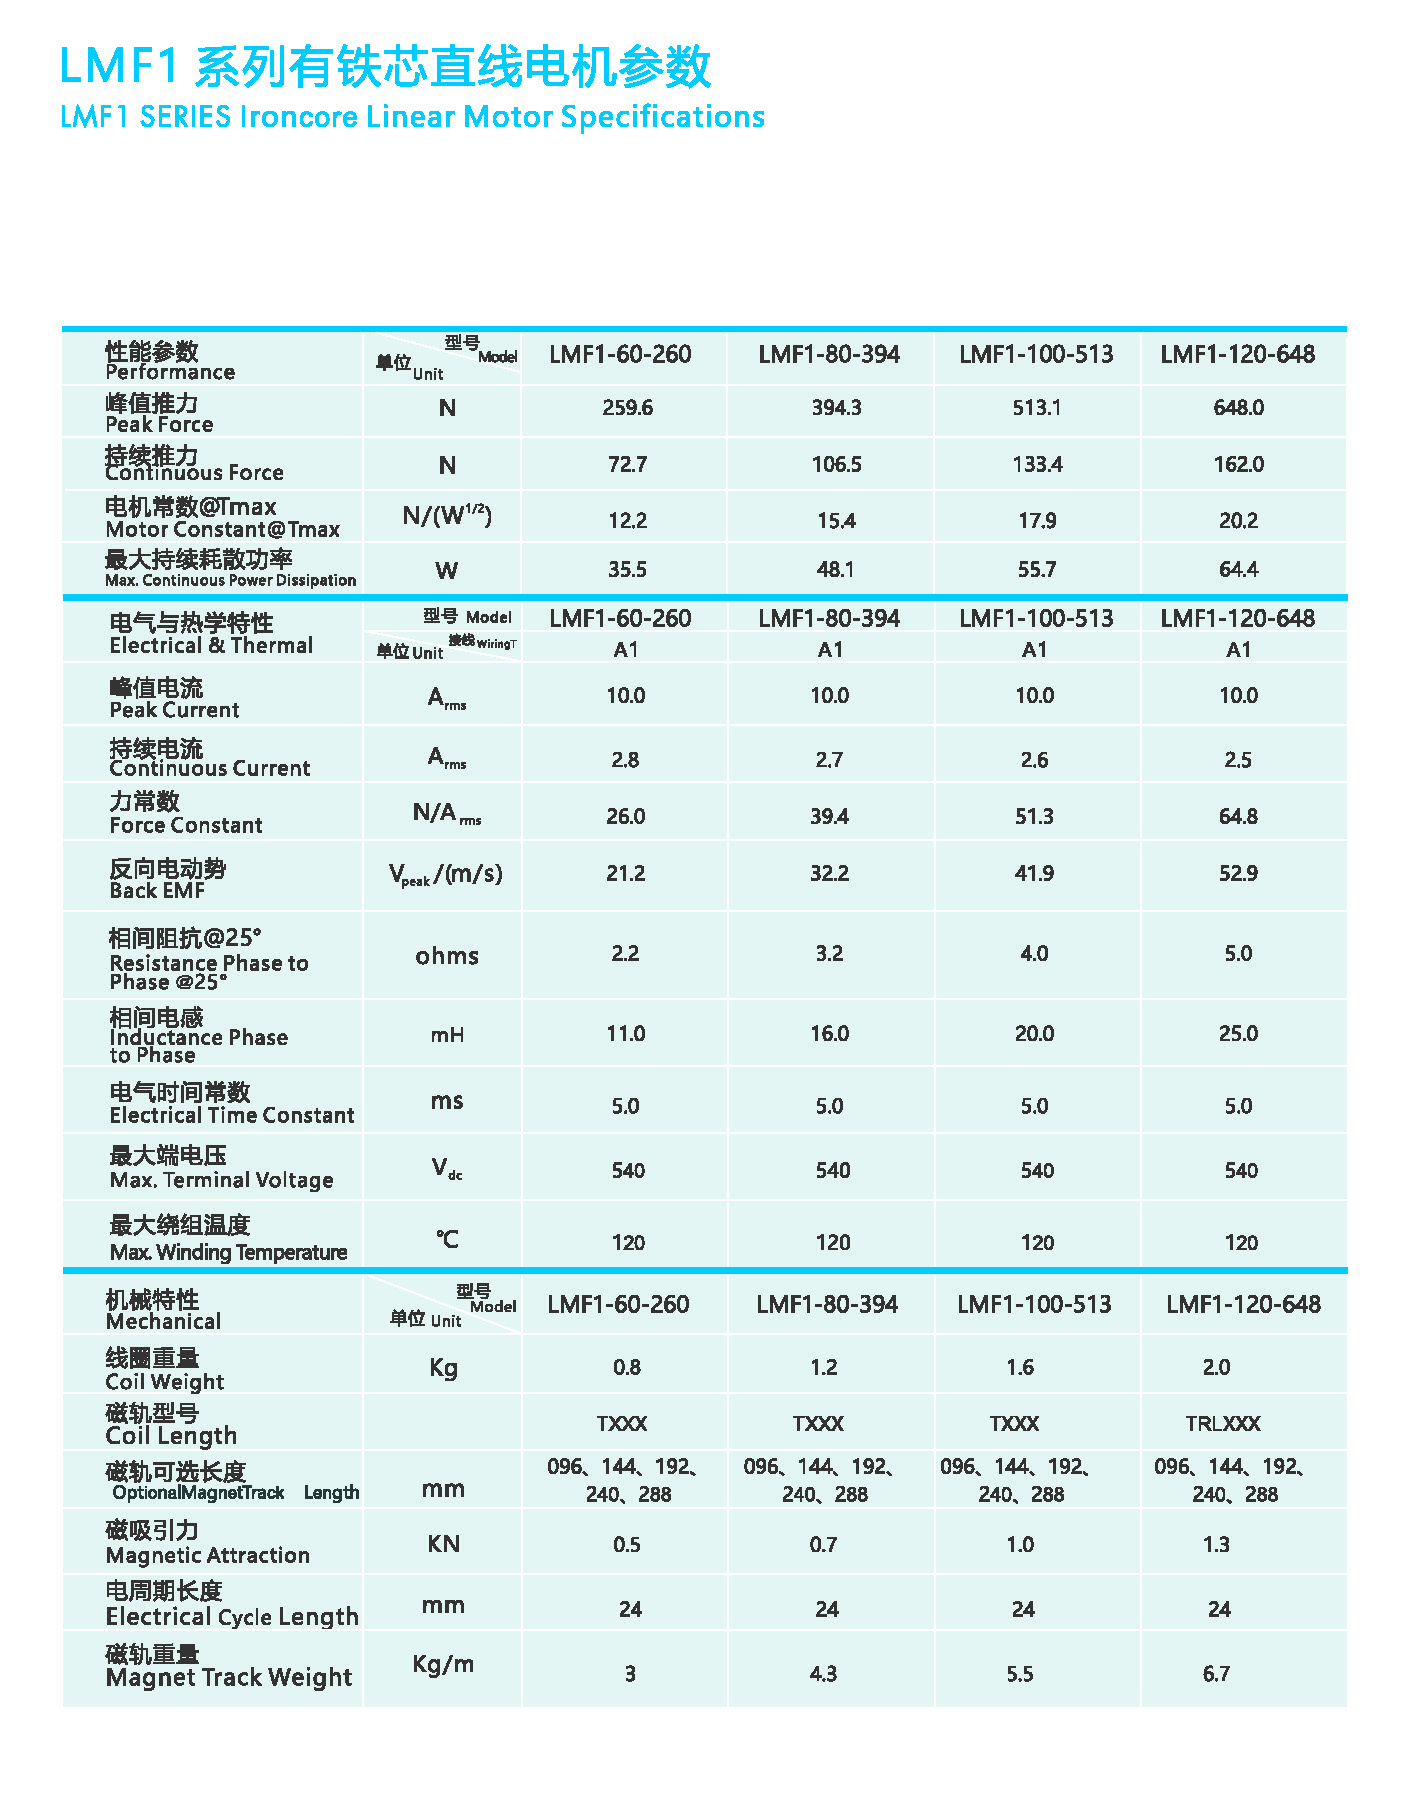 LMF1 系列有铁芯直线电机参数
LMF1 SERIES Ironcore Linear Motor Specifications
性能参数 Performance 型号 Model 单位 Unit LMF1-60-260 LMF1-80-394 LMF1-100-513 LMF1-120-648
峰值推力 Peak Force N 259.6 394.3 513.1 648.0
持续推力 Continuous Force N 72.7 106.5 133.4 162.0
电机常数@Tmax Motor Constant@Tmax N/(W1/2) 12.2 15.4 17.9 20.2
最大持续耗散功率 Max. Continuous Power Dissipation W 35.5 48.1 55.7 64.4
电气与热学特性 Electrical & Thermal 型号 Model 单位 Unit 接线 WiringT LMF1-60-260 LMF1-80-394 LMF1-100-513 LMF1-120-648
A1 A1 A1 A1
峰值电流 Peak Current Arms 10.0 10.0 10.0 10.0
持续电流 Continuous Current Arms 2.8 2.7 2.6 2.5
力常数 Force Constant N/Arms 26.0 39.4 51.3 64.8
反向电动势 Back EMF Vpeak/(m/s) 21.2 32.2 41.9 52.9
相间阻抗@25° Resistance Phase to Phase @25° ohms 2.2 3.2 4.0 5.0
相间电感 Inductance Phase to Phase mH 11.0 16.0 20.0 25.0
电气时间常数 Electrical Time Constant ms 5.0 5.0 5.0 5.0
最大端电压 Max. Terminal Voltage Vdc 540 540 540 540
最大绕组温度 Max. Winding Temperature ℃ 120 120 120 120
机械特性 Mechanical 型号 Model 单位 Unit LMF1-60-260 LMF1-80-394 LMF1-100-513 LMF1-120-648
线圈重量 Coil Weight Kg 0.8 1.2 1.6 2.0
磁轨型号 Coil Length TXXX TXXX TXXX TRLXXX
磁轨可选长度 OptionalMagnetTrack Length mm 096、144、192、240、288 096、144、192、240、288 096、144、192、240、288 096、144、192、240、288
磁吸引力 Magnetic Attraction KN 0.5 0.7 1.0 1.3
电周期长度 Electrical Cycle Length mm 24 24 24 24
磁轨重量 Magnet Track Weight Kg/m 3 4.3 5.5 6.7